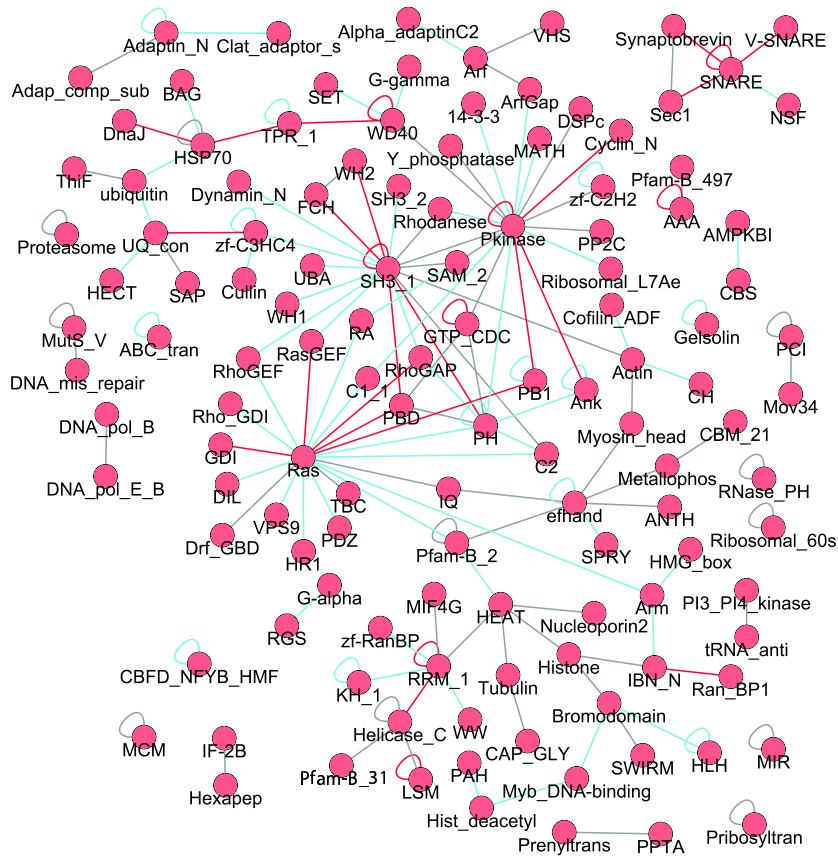 Alpha_adaptinC2
VHS
Synaptobrevin
V-SNARE
Adaptin_N
Clat_adaptor_s
Arf
G-gamma
SNARE
Adap_comp_sub
BAG
SET
ArfGap
14-3-3
DSPc
Sec1
NSF
DnaJ
HSP70
TPR_1
WD40
Cyclin_N
MATH
Y_phosphatase
WH2
ThiF
ubiquitin
Dynamin_N
FCH
SH3_2
zf-C2H2
Pfam-B_497
Rhodanese
Pkinase
PP2C
AAA
AMPKBI
Proteasome
UQ_con
zf-C3HC4
HECT
SAP
Cullin
UBA
SH3_1
SAM_2
Ribosomal_L7Ae
CBS
WH1
RA
GTP_CDC
Cofilin_ADF
Gelsolin
MutS_V
ABC_tran
RasGEF
PCI
DNA_mis_repair
RhoGEF
RhoGAP
Actin
C1_1
PB1
Ank
CH
Mov34
DNA_pol_B
Rho_GDI
PBD
PH
Myosin_head
CBM_21
GDI
Ras
C2
Metallophos
DNA_pol_E_B
DIL
TBC
IQ
efhand
ANTH
RNase_PH
VPS9
PDZ
Drf_GBD
HR1
Pfam-B_2
SPRY
HMG_box
Ribosomal_60s
G-alpha
MIF4G
HEAT
Nucleoporin2
Arm
PI3_PI4_kinase
RGS
zf-RanBP
tRNA_anti
CBFD_NFYB_HMF
KH_1
RRM_1
Tubulin
Histone
IBN_N
Ran_BP1
Helicase_C
WW
CAP_GLY
Bromodomain
MCM
IF-2B
SWIRM
HLH
MIR
Pfam-B_31
LSM
PAH
Myb_DNA-binding
Hexapep
Hist_deacetyl
Prenyltrans
PPTA
Pribosyltran